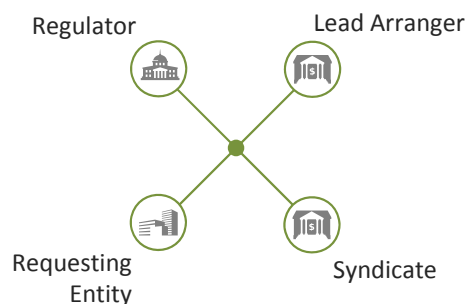 Regulator
Lead Arranger
Requesting
Entity
Syndicate